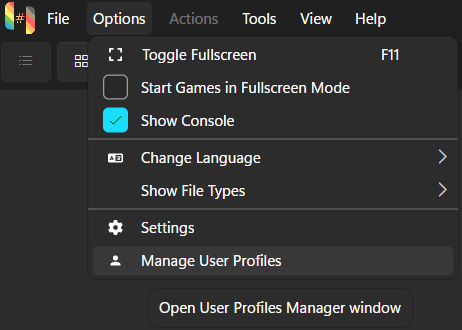 File Options Actions Tools View Help
Toggle Fullscreen F11
Start Games in Fullscreen Mode
Show Console
Change Language
Show File Types
Settings
Manage User Profiles
Open User Profiles Manager window